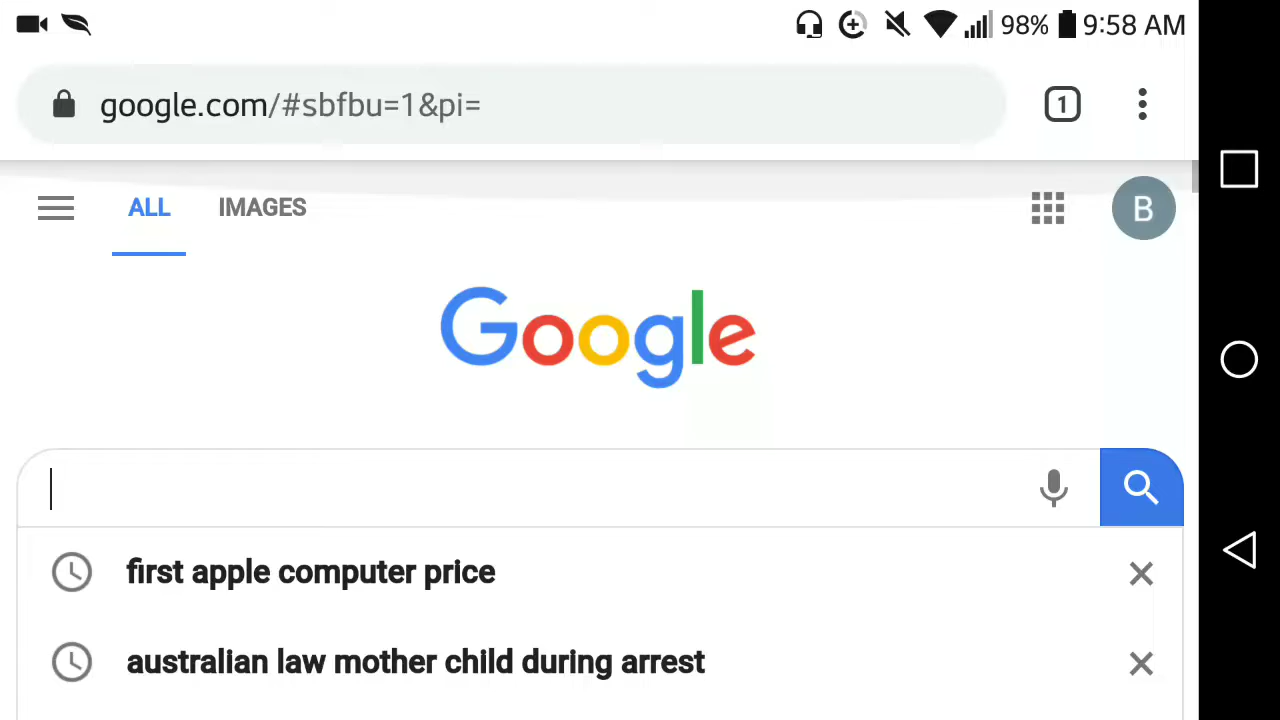 98% 9:58 AM
google.com/#sbfbu=1&pi=
1
ALL IMAGES
B
Google
first apple computer price
australian law mother child during arrest